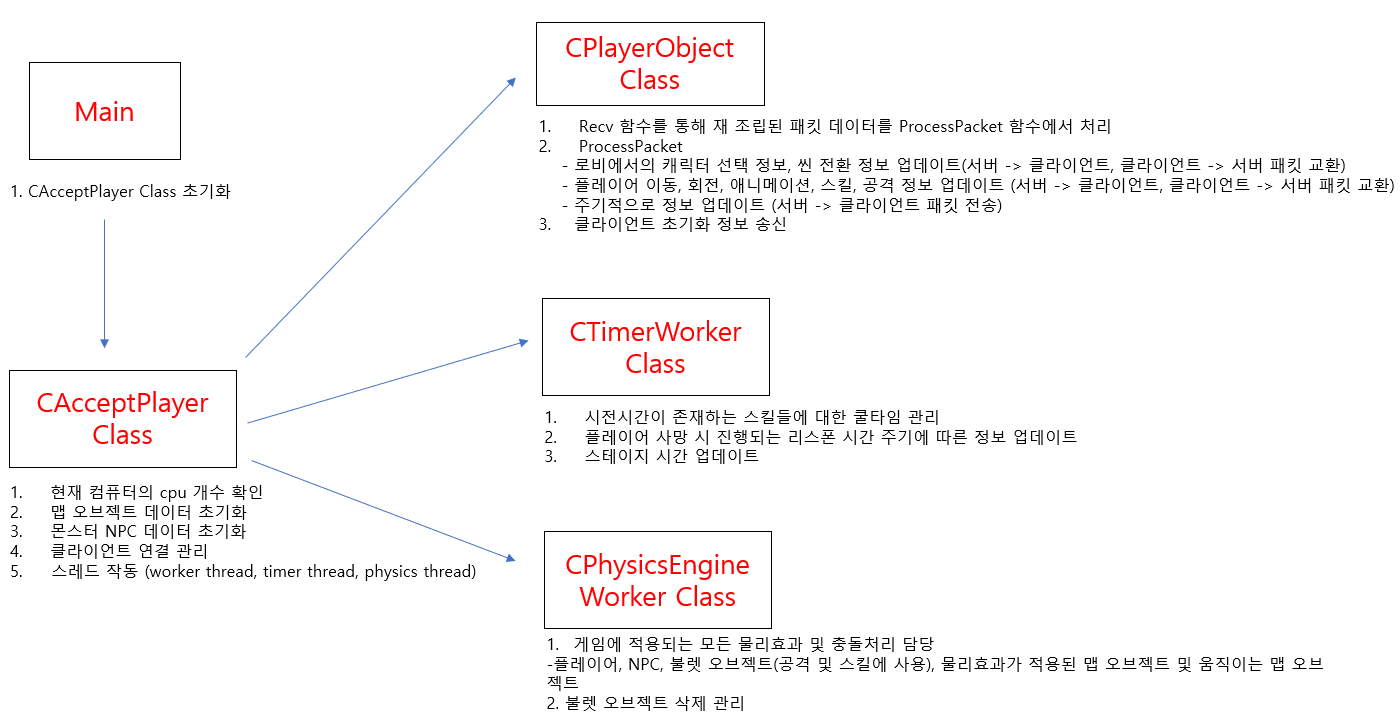 Main
1. CAcceptPlayer Class 초기화
CAcceptPlayer
Class
1. 현재 컴퓨터의 cpu 개수 확인
2. 맵 오브젝트 데이터 초기화
3. 몬스터 NPC 데이터 초기화
4. 클라이언트 연결 관리
5. 스레드 작동 (worker thread, timer thread, physics thread)
CPlayerObject
Class
1. Recv 함수를 통해 재 조립된 패킷 데이터를 ProcessPacket 함수에서 처리
2. ProcessPacket
- 로비에서의 캐릭터 선택 정보, 씬 전환 정보 업데이트(서버 -> 클라이언트, 클라이언트 -> 서버 패킷 교환)
- 플레이어 이동, 회전, 애니메이션, 스킬, 공격 정보 업데이트 (서버 -> 클라이언트, 클라이언트 -> 서버 패킷 교환)
- 주기적으로 정보 업데이트 (서버 -> 클라이언트 패킷 전송)
3. 클라이언트 초기화 정보 송신
CTimerWorker
Class
1. 시전시간이 존재하는 스킬들에 대한 쿨타임 관리
2. 플레이어 사망 시 진행되는 리스폰 시간 주기에 따른 정보 업데이트
3. 스테이지 시간 업데이트
CPhysicsEngine
Worker Class
1. 게임에 적용되는 모든 물리효과 및 충돌처리 담당
-플레이어, NPC, 불렛 오브젝트(공격 및 스킬에 사용), 물리효과가 적용된 맵 오브젝트 및 움직이는 맵 오브
젝트
2. 불렛 오브젝트 삭제 관리